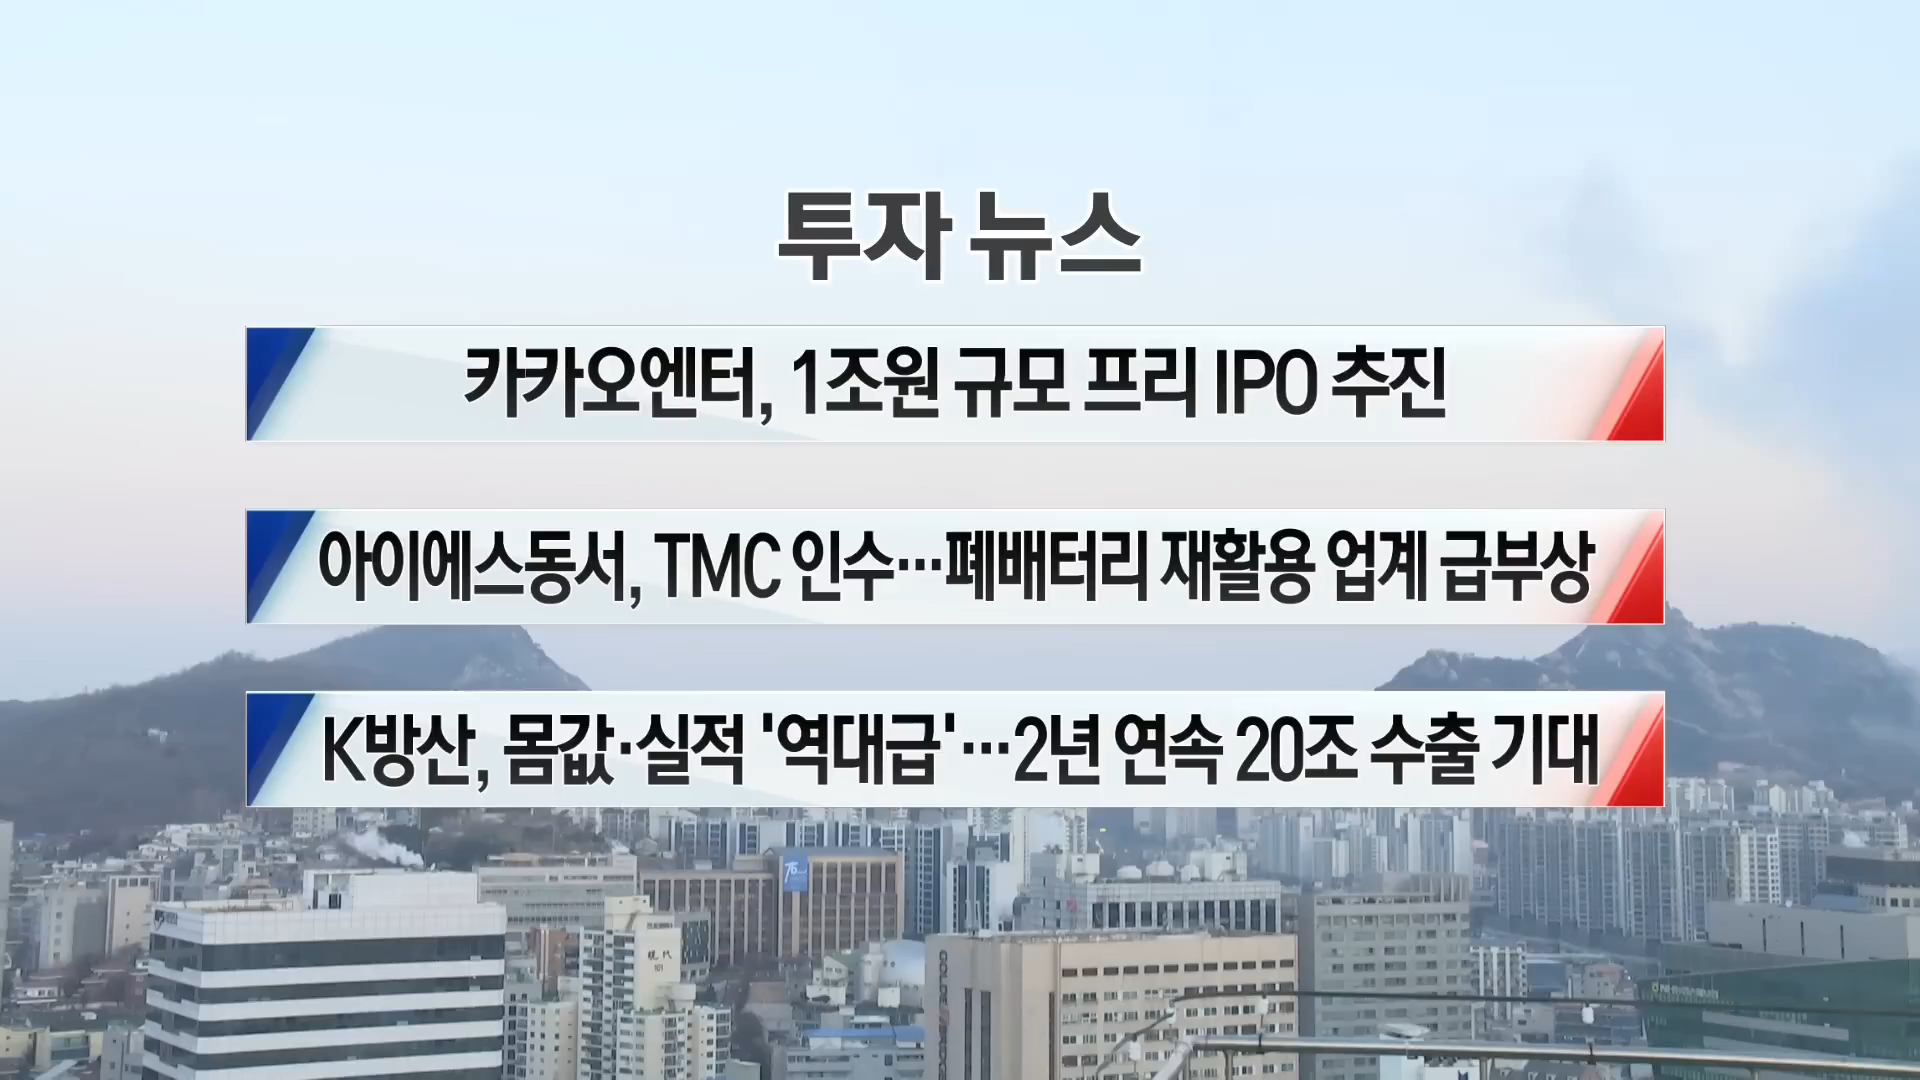 투자 뉴스
카카오엔터, 1조원 규모 프리 IPO 추진
아이에스동서, TMC 인수…폐배터리 재활용 업계 급부상
K방산, 몸값·실적 '역대급'…2년 연속 20조 수출 기대
現代
101